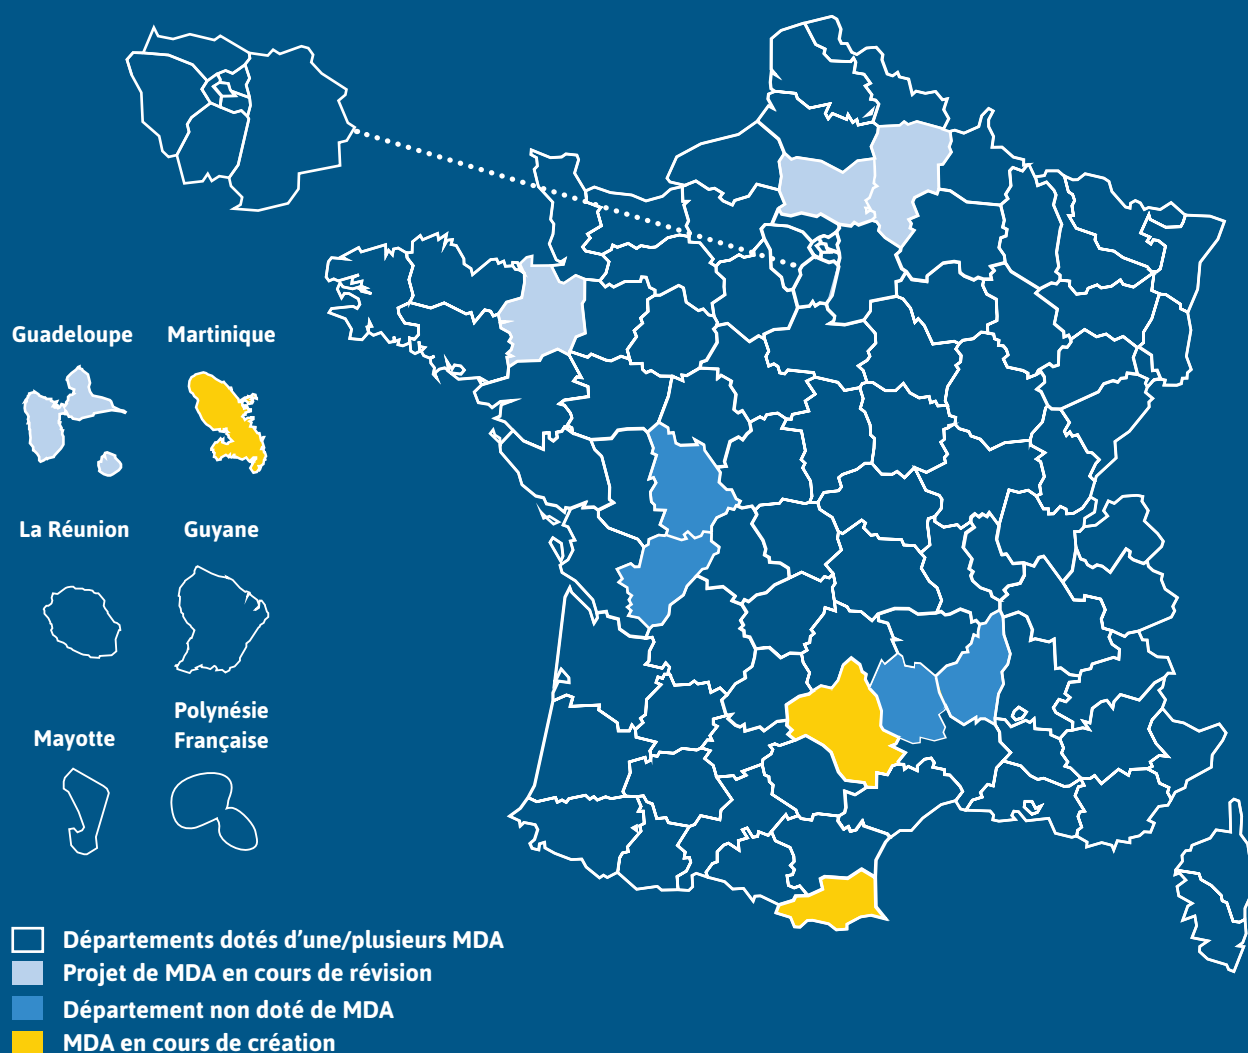 Guadeloupe
Martinique
La Réunion
Guyane
Mayotte
Polynésie
Française
Départements dotés d'une/plusieurs MDA
Projet de MDA en cours de révision
Département non doté de MDA
MDA en cours de création